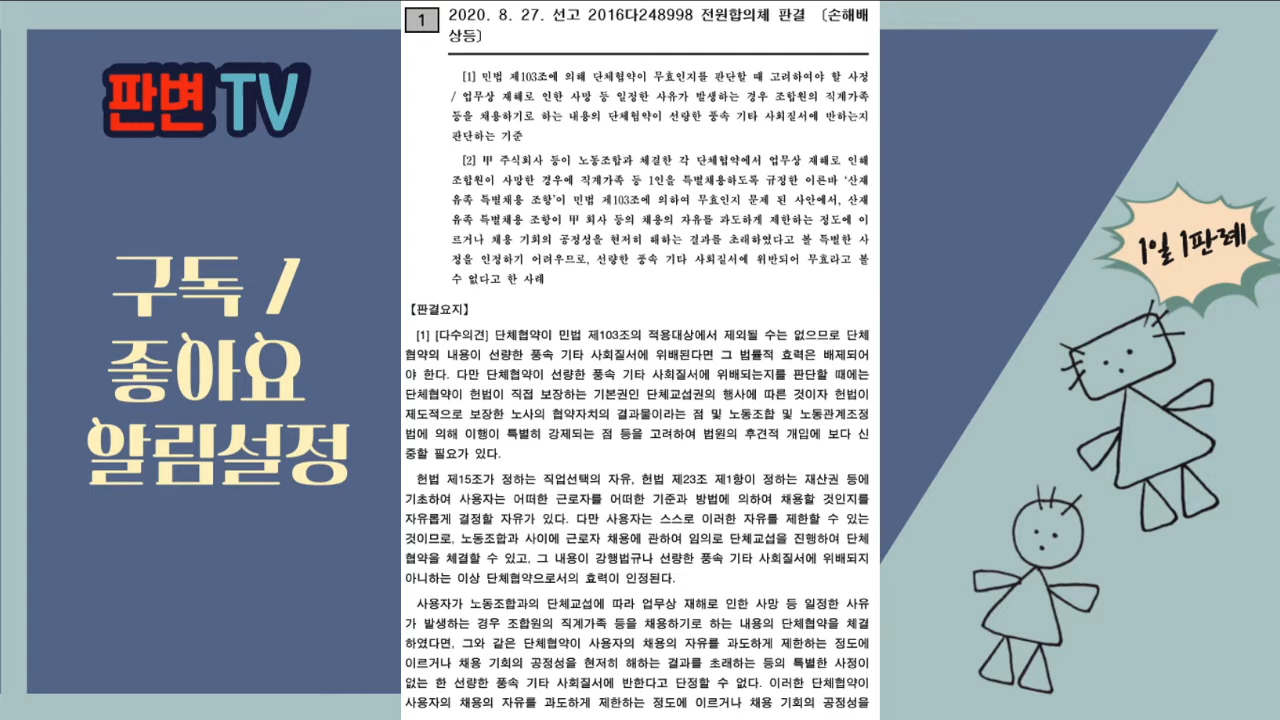 판변 TV
구독 /
좋아요
알림설정
1
2020. 8. 27. 선고 2016다248998 전원합의체 판결 〔손해배
상등〕
[1] 민법 제103조에 의해 단체협약이 무효인지를 판단할 때 고려하여야 할 사정
/ 업무상 재해로 인한 사망 등 일정한 사유가 발생하는 경우 조합원의 직계가족
등을 채용하기로 하는 내용의 단체협약이 선량한 풍속 기타 사회질서에 반하는지
판단하는 기준
[2] 甲 주식회사 등이 노동조합과 체결한 각 단체협약에서 업무상 재해로 인해
조합원이 사망한 경우에 직계가족 등 1인을 특별채용하도록 규정한 이른바 ‘산재
유족 특별채용 조항’이 민법 제103조에 의하여 무효인지 문제 된 사안에서, 산재
유족 특별채용 조항이 甲 회사 등의 채용의 자유를 과도하게 제한하는 정도에 이
르거나 채용 기회의 공정성을 현저히 해하는 결과를 초래하였다고 볼 특별한 사
정을 인정하기 어려우므로, 선량한 풍속 기타 사회질서에 위반되어 무효라고 볼
수 없다고 한 사례
【판결요지】
[1] [다수의견] 단체협약이 민법 제103조의 적용대상에서 제외될 수는 없으므로 단체
협약의 내용이 선량한 풍속 기타 사회질서에 위배된다면 그 법률적 효력은 배제되어
야 한다. 다만 단체협약이 선량한 풍속 기타 사회질서에 위배되는지를 판단할 때에는
단체협약이 헌법이 직접 보장하는 기본권인 단체교섭권의 행사에 따른 것이자 헌법이
제도적으로 보장한 노사의 협약자치의 결과물이라는 점 및 노동조합 및 노동관계조정
법에 의해 이행이 특별히 강제되는 점 등을 고려하여 법원의 후견적 개입에 보다 신
중할 필요가 있다.
헌법 제15조가 정하는 직업선택의 자유, 헌법 제23조 제1항이 정하는 재산권 등에
기초하여 사용자는 어떠한 근로자를 어떠한 기준과 방법에 의하여 채용할 것인지를
자유롭게 결정할 자유가 있다. 다만 사용자는 스스로 이러한 자유를 제한할 수 있는
것이므로, 노동조합과 사이에 근로자 채용에 관하여 임의로 단체교섭을 진행하여 단체
협약을 체결할 수 있고, 그 내용이 강행법규나 선량한 풍속 기타 사회질서에 위배되지
아니하는 이상 단체협약으로서의 효력이 인정된다.
사용자가 노동조합과의 단체교섭에 따라 업무상 재해로 인한 사망 등 일정한 사유
가 발생하는 경우 조합원의 직계가족 등을 채용하기로 하는 내용의 단체협약을 체결
하였다면, 그와 같은 단체협약이 사용자의 채용의 자유를 과도하게 제한하는 정도에
이르거나 채용 기회의 공정성을 현저히 해하는 결과를 초래하는 등의 특별한 사정이
없는 한 선량한 풍속 기타 사회질서에 반한다고 단정할 수 없다. 이러한 단체협약이
사용자의 채용의 자유를 과도하게 제한하는 정도에 이르거나 채용 기회의 공정성을
1일 1판례